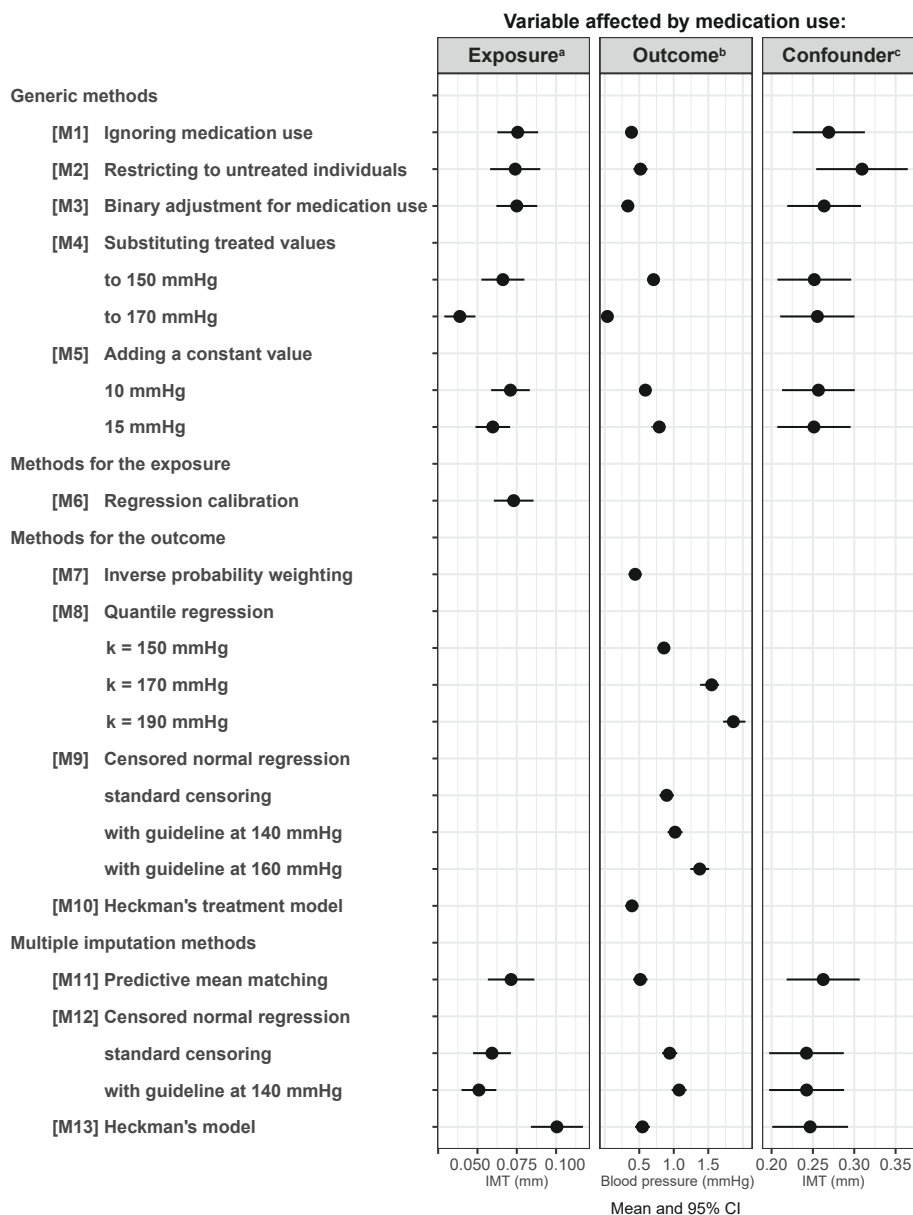 Variable affected by medication use:
Exposureᵃ Outcomeᵇ Confounderᶜ
Generic methods
[M1] Ignoring medication use
[M2] Restricting to untreated individuals
[M3] Binary adjustment for medication use
[M4] Substituting treated values
to 150 mmHg
to 170 mmHg
[M5] Adding a constant value
10 mmHg
15 mmHg
Methods for the exposure
[M6] Regression calibration
Methods for the outcome
[M7] Inverse probability weighting
[M8] Quantile regression
k = 150 mmHg
k = 170 mmHg
k = 190 mmHg
[M9] Censored normal regression
standard censoring
with guideline at 140 mmHg
with guideline at 160 mmHg
[M10] Heckman's treatment model
Multiple imputation methods
[M11] Predictive mean matching
[M12] Censored normal regression
standard censoring
with guideline at 140 mmHg
[M13] Heckman's model
0.050 0.075 0.100 0.5 1.0 1.5 0.20 0.25 0.30 0.35
IMT (mm) Blood pressure (mmHg) IMT (mm)
Mean and 95% CI